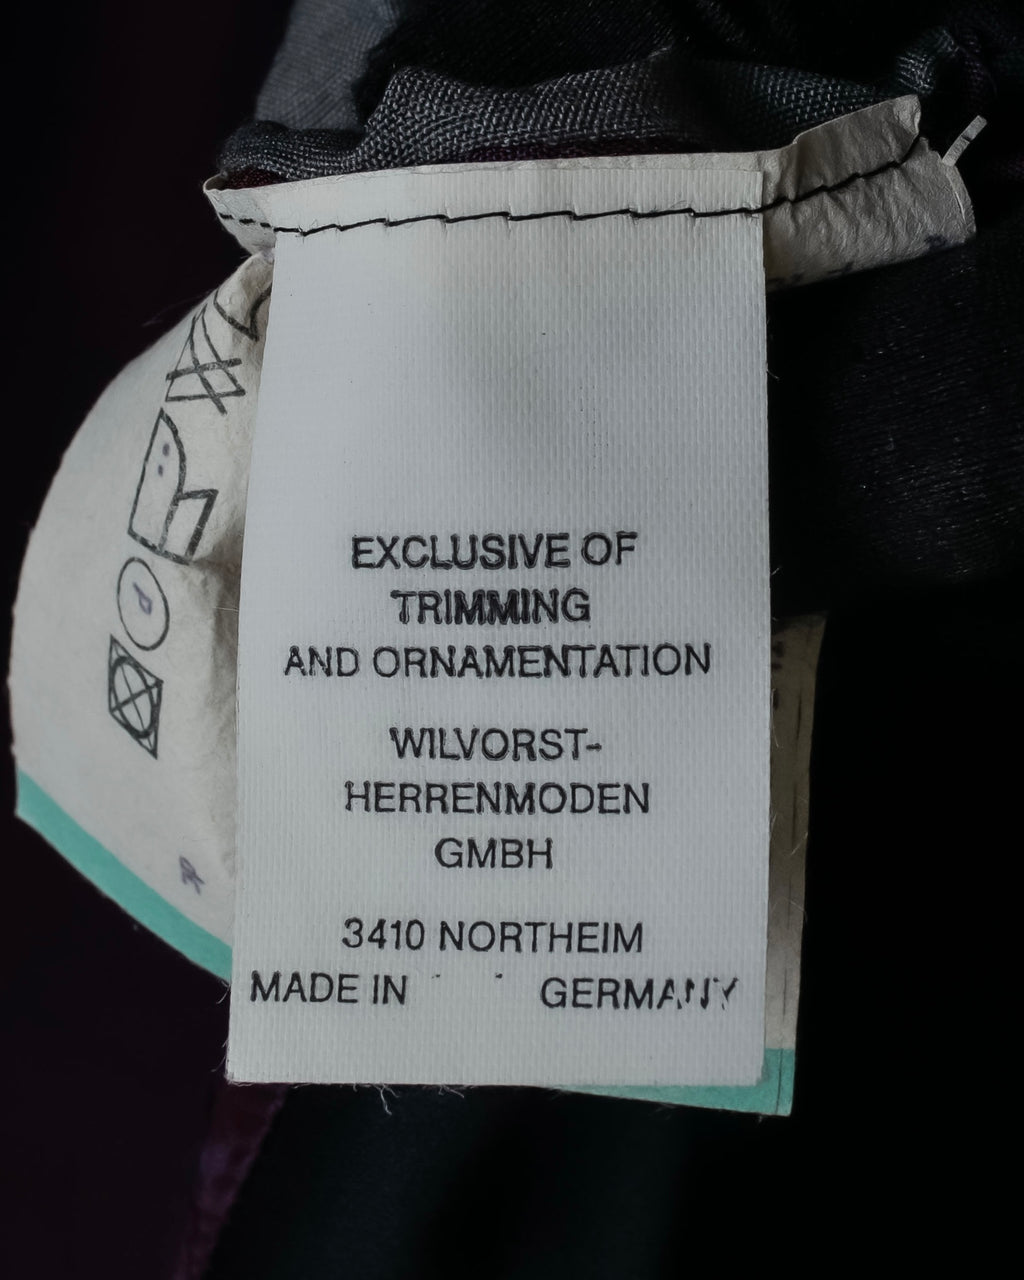 EXCLUSIVE OF
TRIMMING
AND ORNAMENTATION
WILVORST-
HERRENMODEN
GMBH
3410 NORTHEIM
MADE IN GERMANY
P